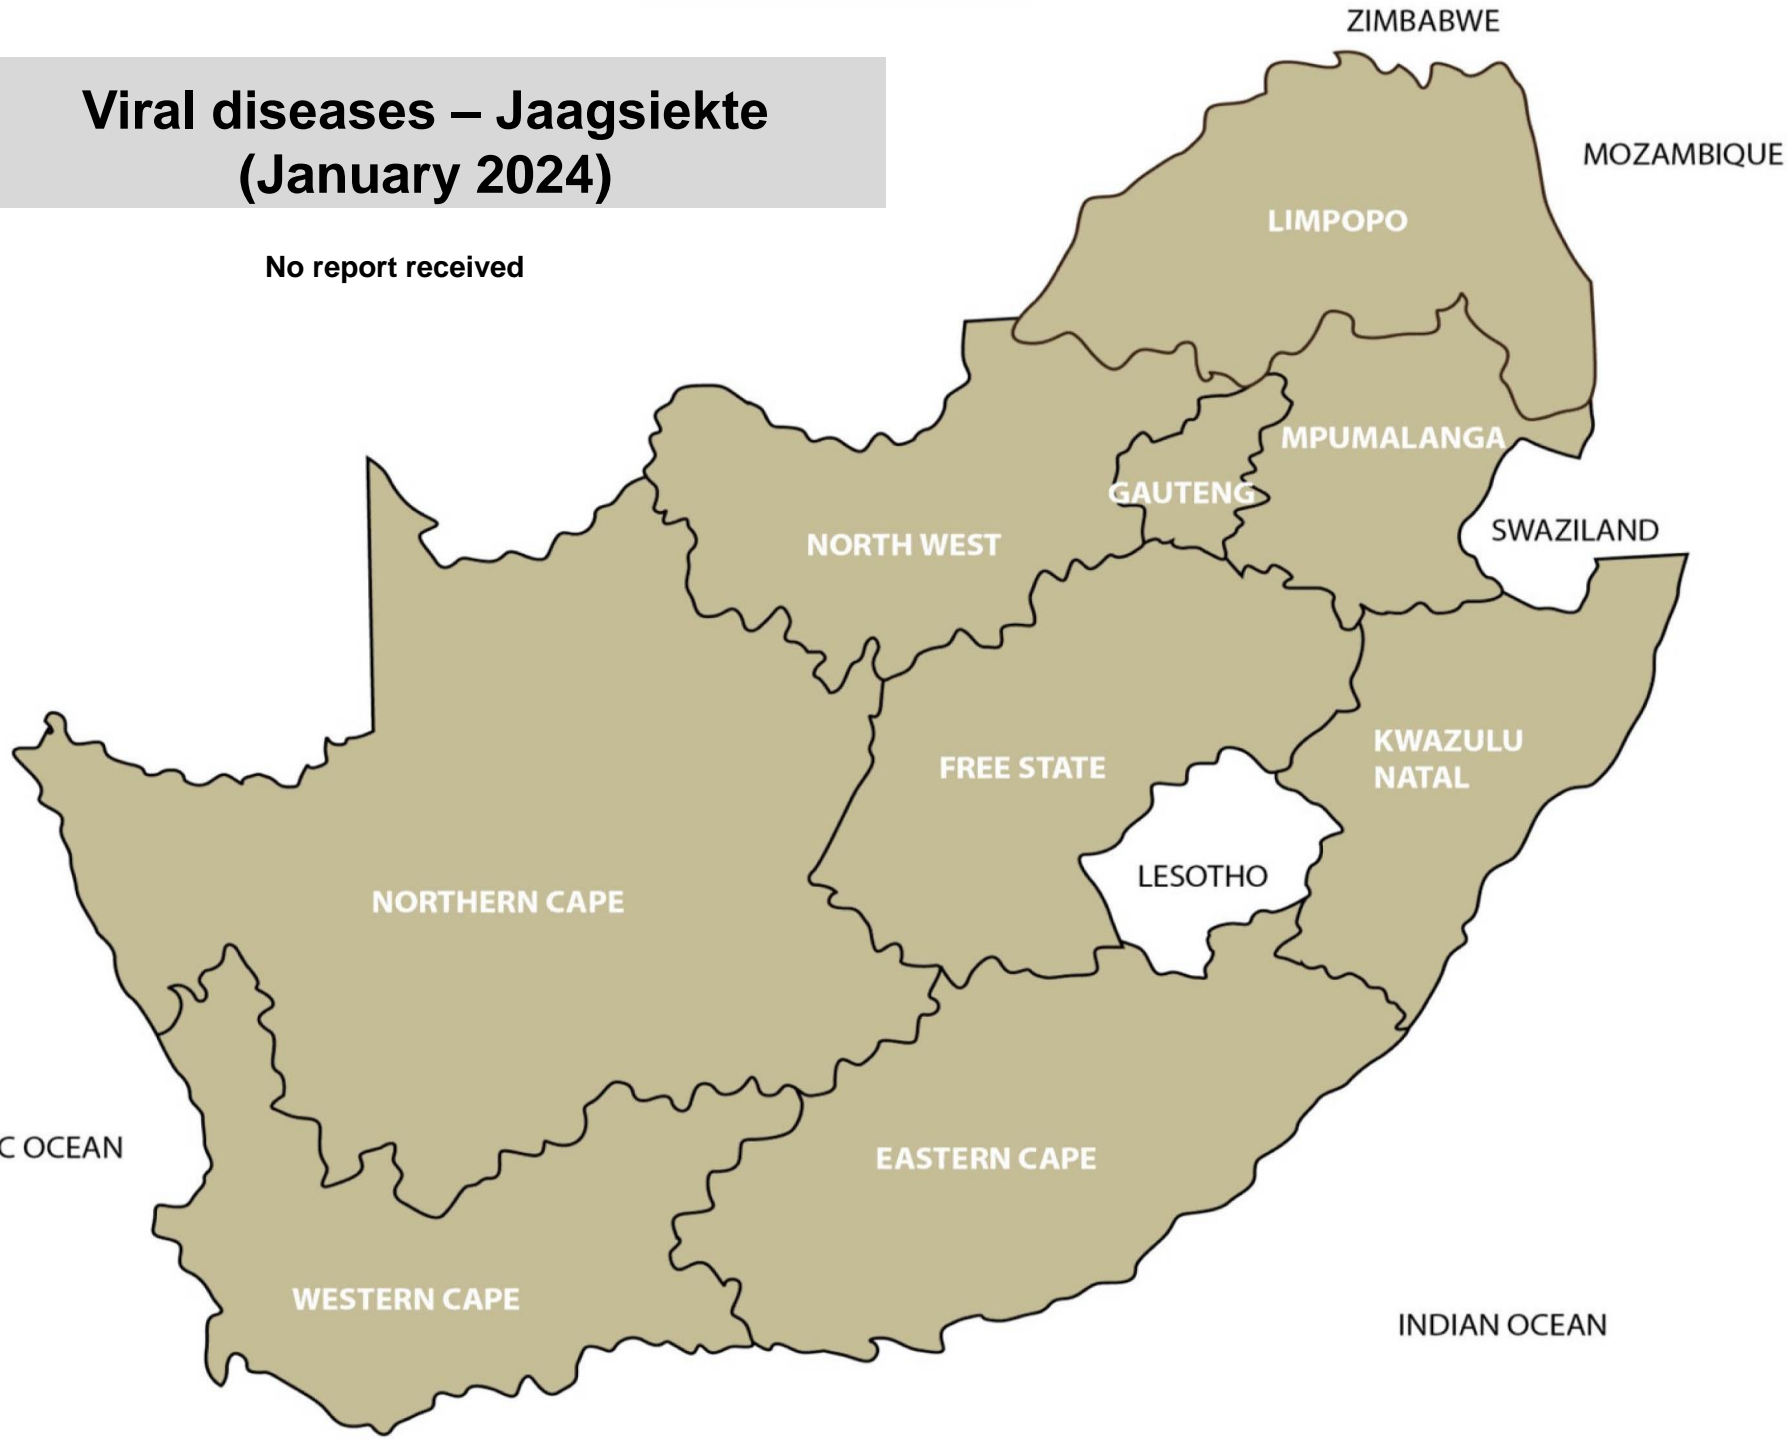 ZIMBABWE
Viral diseases – Jaagsiekte
(January 2024)
MOZAMBIQUE
LIMPOPO
No report received
MPUMALANGA
GAUTENG
SWAZILAND
NORTH WEST
KWAZULU
NATAL
FREE STATE
LESOTHO
NORTHERN CAPE
C OCEAN
EASTERN CAPE
WESTERN CAPE
INDIAN OCEAN